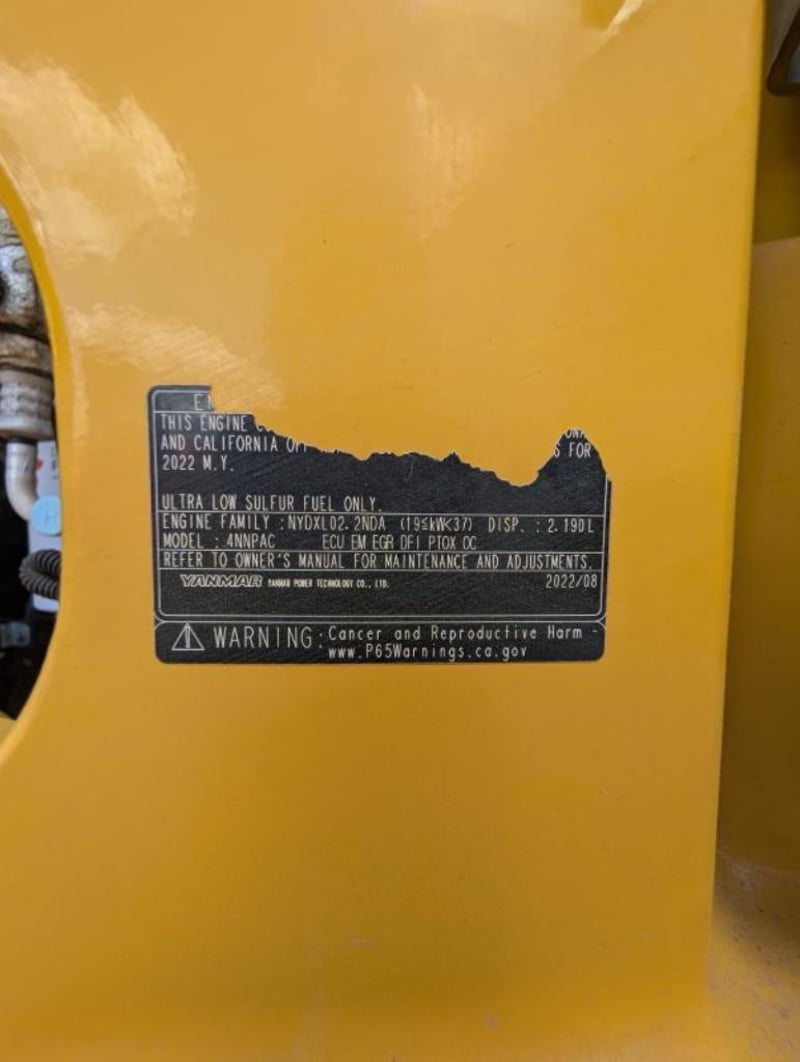 THIS ENGINE
AND CALIFORNIA S FOR
2022 M.Y.
ULTRA LOW SULFUR FUEL ONLY.
ENGINE FAMILY :NYDXL02.2NDA (19≦kW<37) DISP. : 2.190L
MODEL : 4NNPAC ECU EM EGR DFI PTOX OC
REFER TO OWNER'S MANUAL FOR MAINTENANCE AND ADJUSTMENTS.
YANMAR YANMAR POWER TECHNOLOGY CO., LTD. 2022/08
WARNING:Cancer and Reproductive Harm -
www.P65Warnings.ca.gov